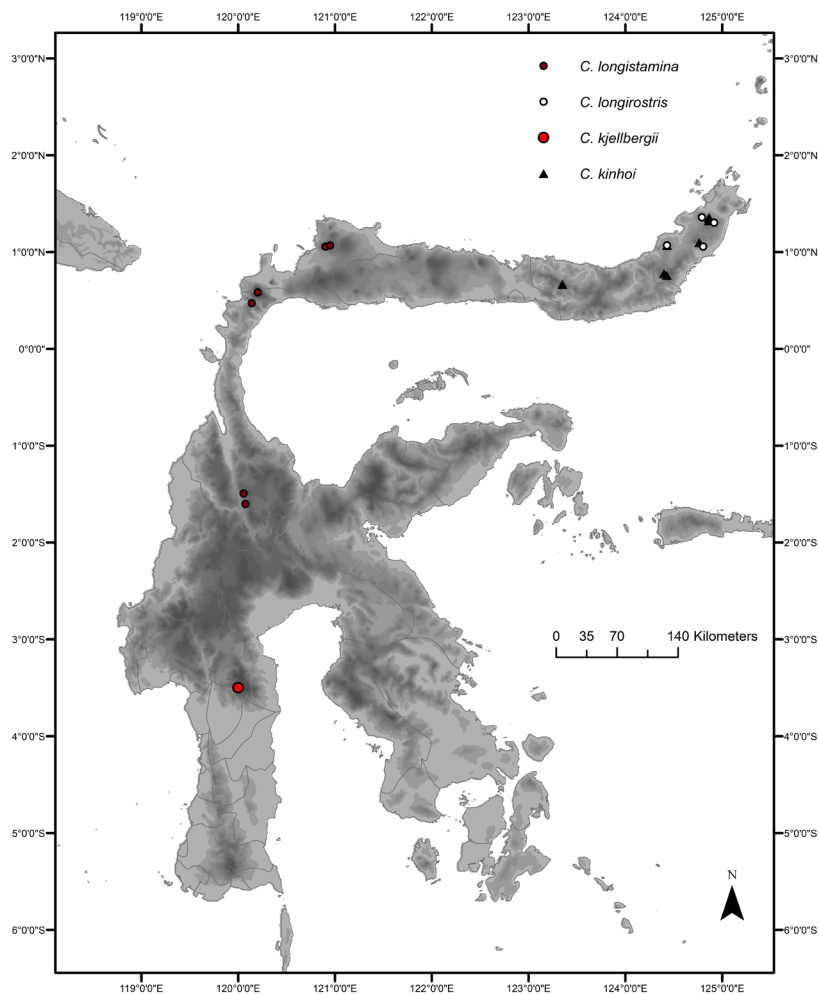 119°0'0"E 120°0'0"E 121°0'0"E 122°0'0"E 123°0'0"E 124°0'0"E 125°0'0"E
3°0'0"N 3°0'0"N
C. longistamina
C. longirostris
C. kjellbergii
C. kinhoi
2°0'0"N 2°0'0"N
1°0'0"N 1°0'0"N
0°0'0" 0°0'0"
1°0'0"S 1°0'0"S
2°0'0"S 2°0'0"S
3°0'0"S 3°0'0"S
0 35 70 140 Kilometers
4°0'0"S 4°0'0"S
5°0'0"S 5°0'0"S
N
6°0'0"S 6°0'0"S
119°0'0"E 120°0'0"E 121°0'0"E 122°0'0"E 123°0'0"E 124°0'0"E 125°0'0"E